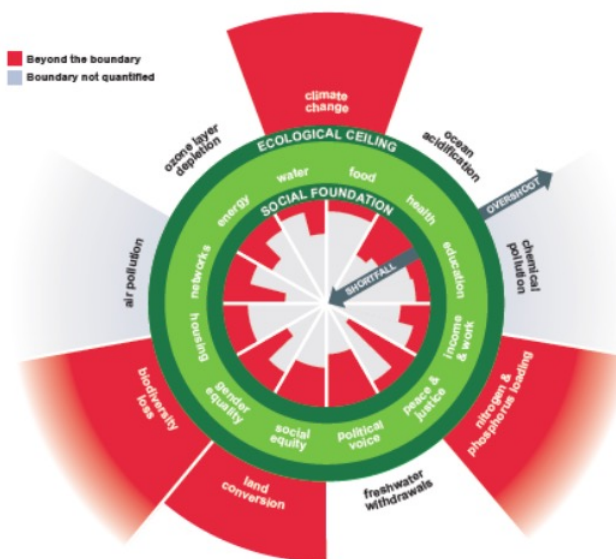 Beyond the boundary
Boundary not quantified
climate
change
ozone layer
depletion
ocean
acidification
ECOLOGICAL CEILING
OVERSHOOT
water
food
energy
health
SOCIAL FOUNDATION
SHORTFALL
networks
education
air pollution
chemical
pollution
housing
income
& work
gender
equality
peace &
justice
social
equity
political
voice
biodiversity
loss
nitrogen &
phosphorus loading
land
conversion
freshwater
withdrawals